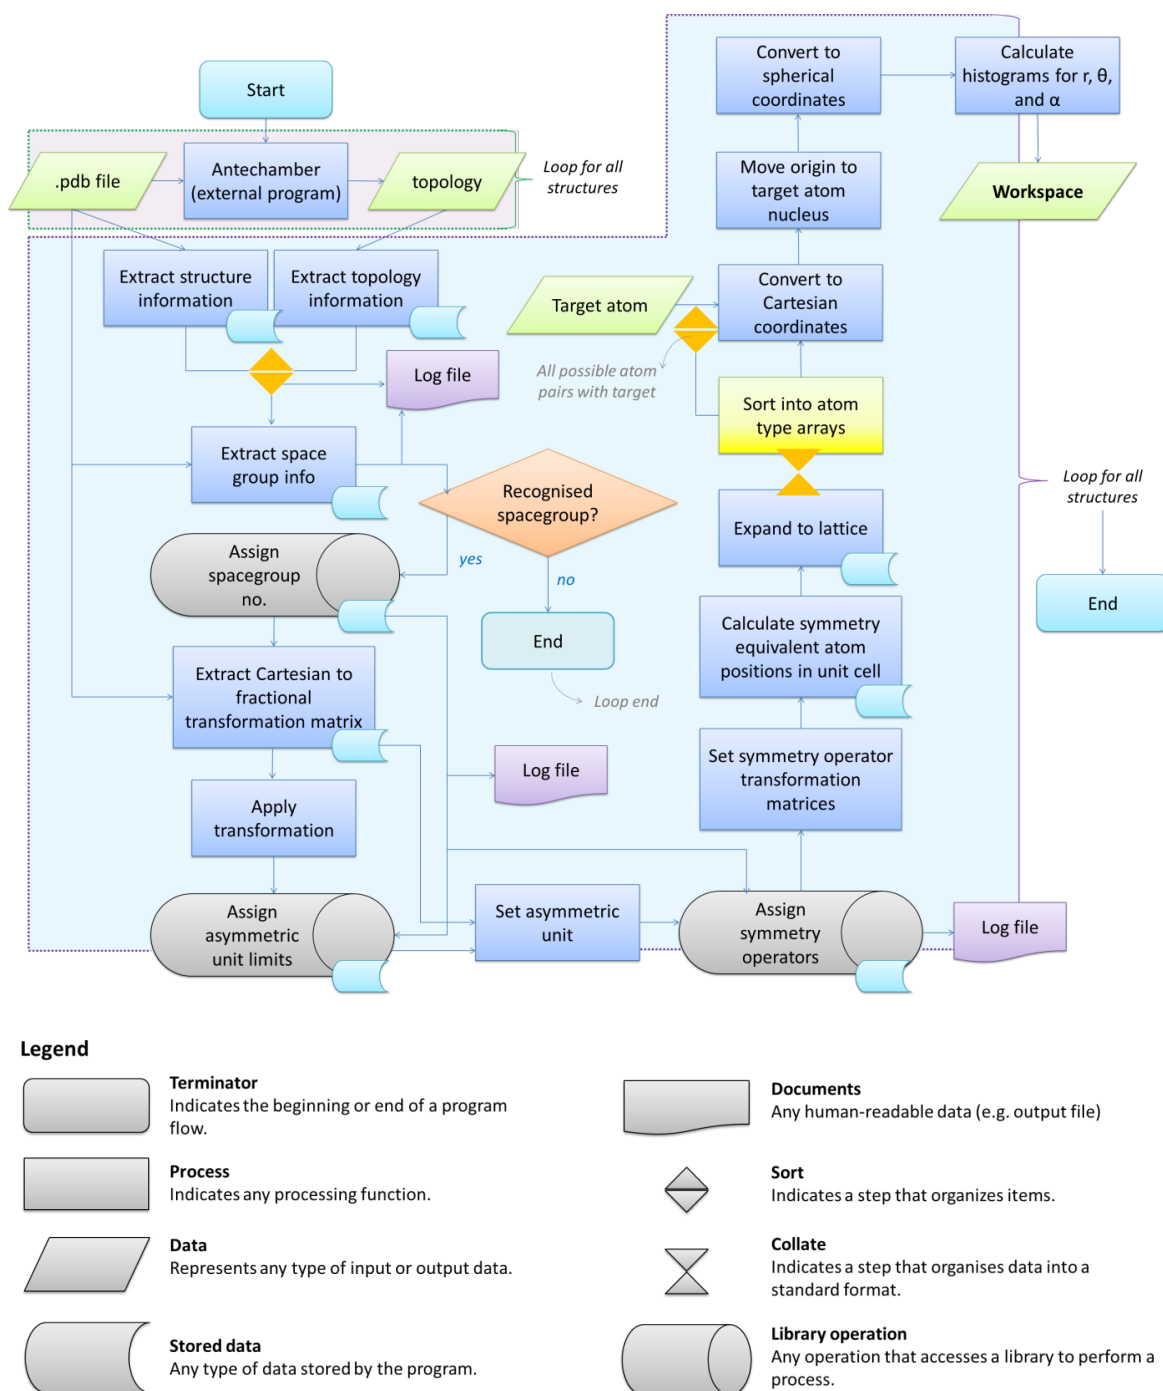 Start
.pdb file
Antechamber
(external program)
topology
Loop for all
structures
Extract structure
information
Extract topology
information
Log file
Extract space
group info
Recognised
spacegroup?
yes
no
Assign
spacegroup
no.
End
Loop end
Extract Cartesian to
fractional
transformation matrix
Log file
Apply
transformation
Assign
asymmetric
unit limits
Set asymmetric
unit
Assign
symmetry
operators
Log file
Set symmetry operator
transformation
matrices
Calculate symmetry
equivalent atom
positions in unit cell
Expand to lattice
Sort into atom
type arrays
All possible atom
pairs with target
Target atom
Convert to
Cartesian
coordinates
Move origin to
target atom
nucleus
Convert to
spherical
coordinates
Calculate
histograms for r, θ,
and α
Workspace
Loop for all
structures
End
Legend
Terminator
Indicates the beginning or end of a program
flow.
Process
Indicates any processing function.
Data
Represents any type of input or output data.
Stored data
Any type of data stored by the program.
Documents
Any human-readable data (e.g. output file)
Sort
Indicates a step that organizes items.
Collate
Indicates a step that organises data into a
standard format.
Library operation
Any operation that accesses a library to perform a
process.